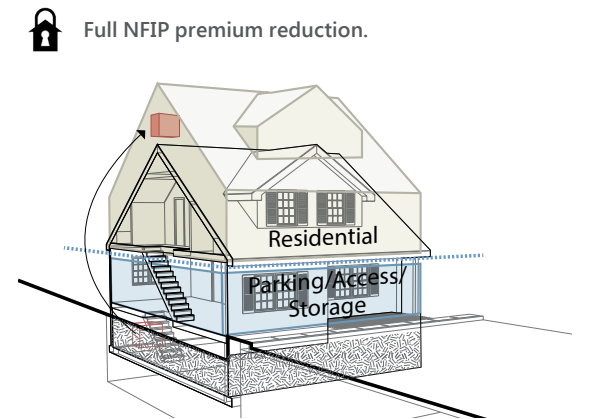 Full NFIP premium reduction.
Residential
Parking/Access/
Storage